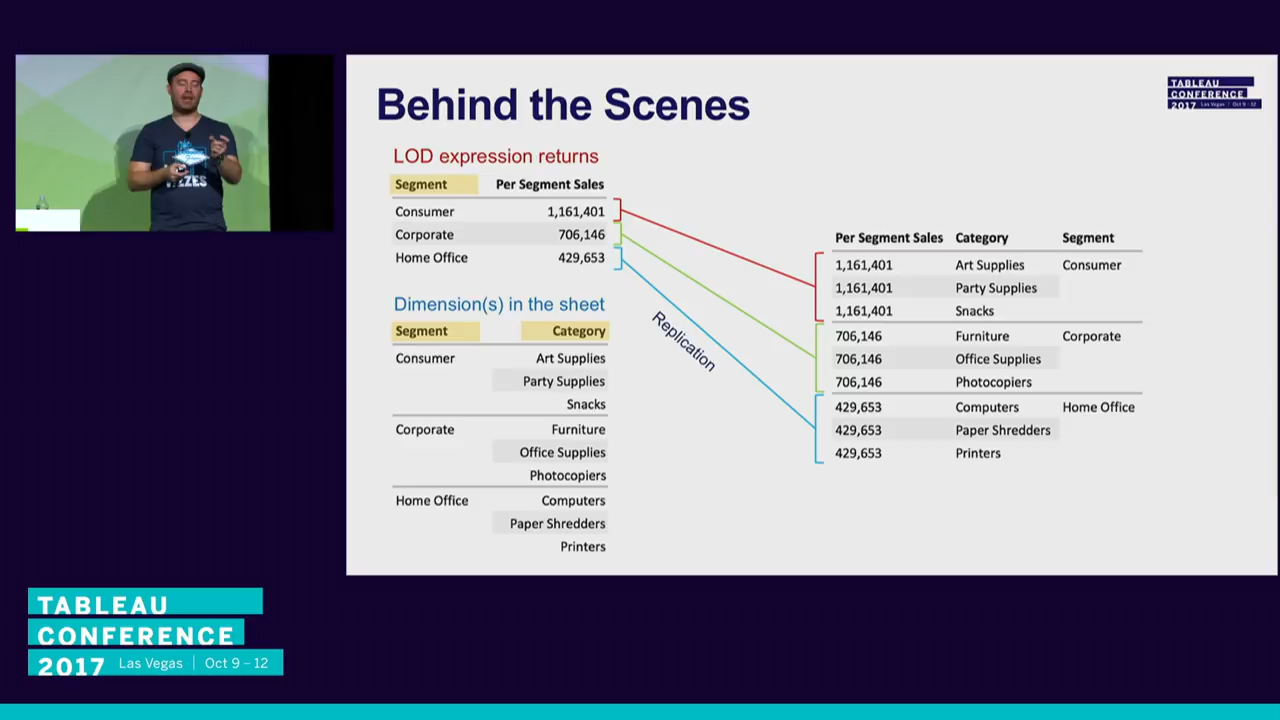 Behind the Scenes
TABLEAU
CONFERENCE
2017 Las Vegas | Oct 9 - 12
LOD expression returns
Segment Per Segment Sales
Consumer 1,161,401
Corporate 706,146
Home Office 429,653
Dimension(s) in the sheet
Segment Category
Consumer Art Supplies
Party Supplies
Snacks
Corporate Furniture
Office Supplies
Photocopiers
Home Office Computers
Paper Shredders
Printers
Replication
Per Segment Sales Category Segment
1,161,401 Art Supplies Consumer
1,161,401 Party Supplies
1,161,401 Snacks
706,146 Furniture Corporate
706,146 Office Supplies
706,146 Photocopiers
429,653 Computers Home Office
429,653 Paper Shredders
429,653 Printers
TABLEAU
CONFERENCE
2017 Las Vegas | Oct 9 – 12